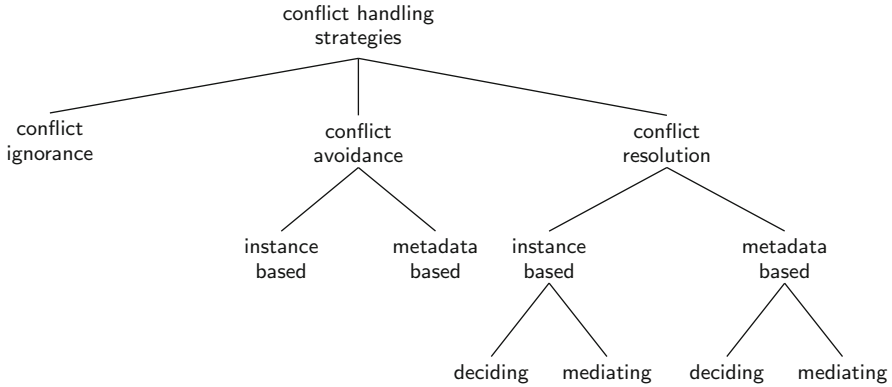 conflict handling
strategies
conflict
ignorance
conflict
avoidance
conflict
resolution
instance
based
metadata
based
instance
based
metadata
based
deciding
mediating
deciding
mediating